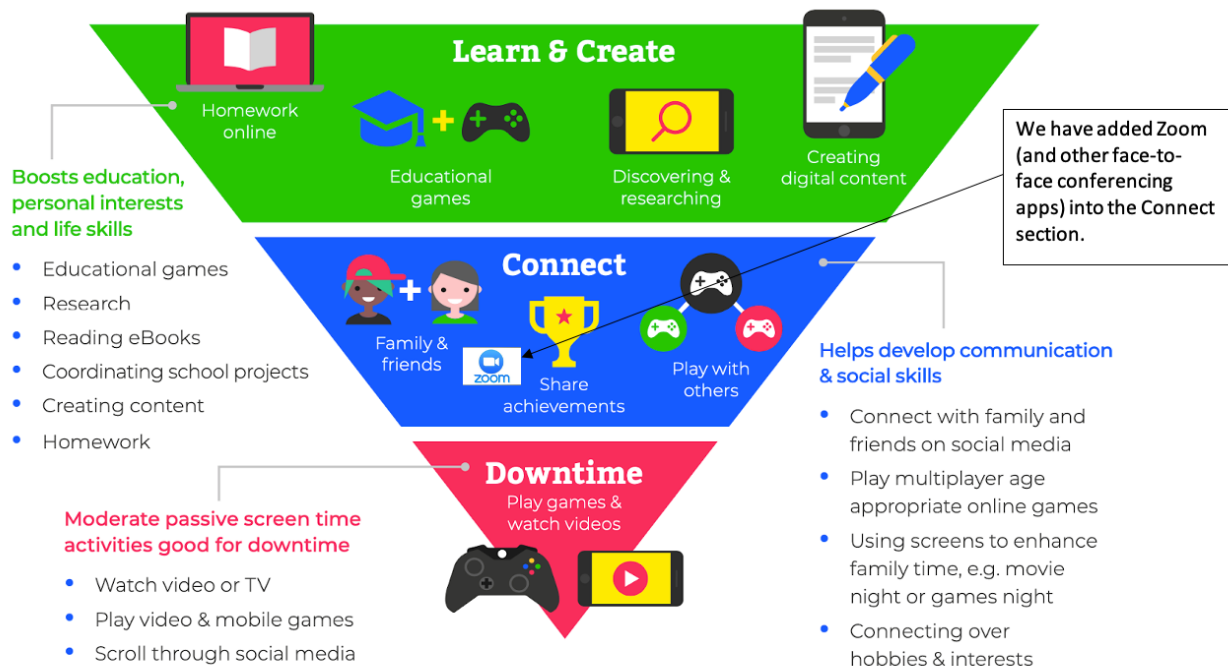 Learn & Create
Homework
online
Educational
games
Discovering &
researching
Creating
digital content
We have added Zoom
(and other face-to-
face conferencing
apps) into the Connect
section.
Boosts education,
personal interests
and life skills
• Educational games
• Research
• Reading eBooks
• Coordinating school projects
• Creating content
• Homework
Connect
Family &
friends
zoom
Share
achievements
Play with
others
Helps develop communication
& social skills
• Connect with family and
friends on social media
• Play multiplayer age
appropriate online games
• Using screens to enhance
family time, e.g. movie
night or games night
• Connecting over
hobbies & interests
Downtime
Play games &
watch videos
Moderate passive screen time
activities good for downtime
• Watch video or TV
• Play video & mobile games
• Scroll through social media